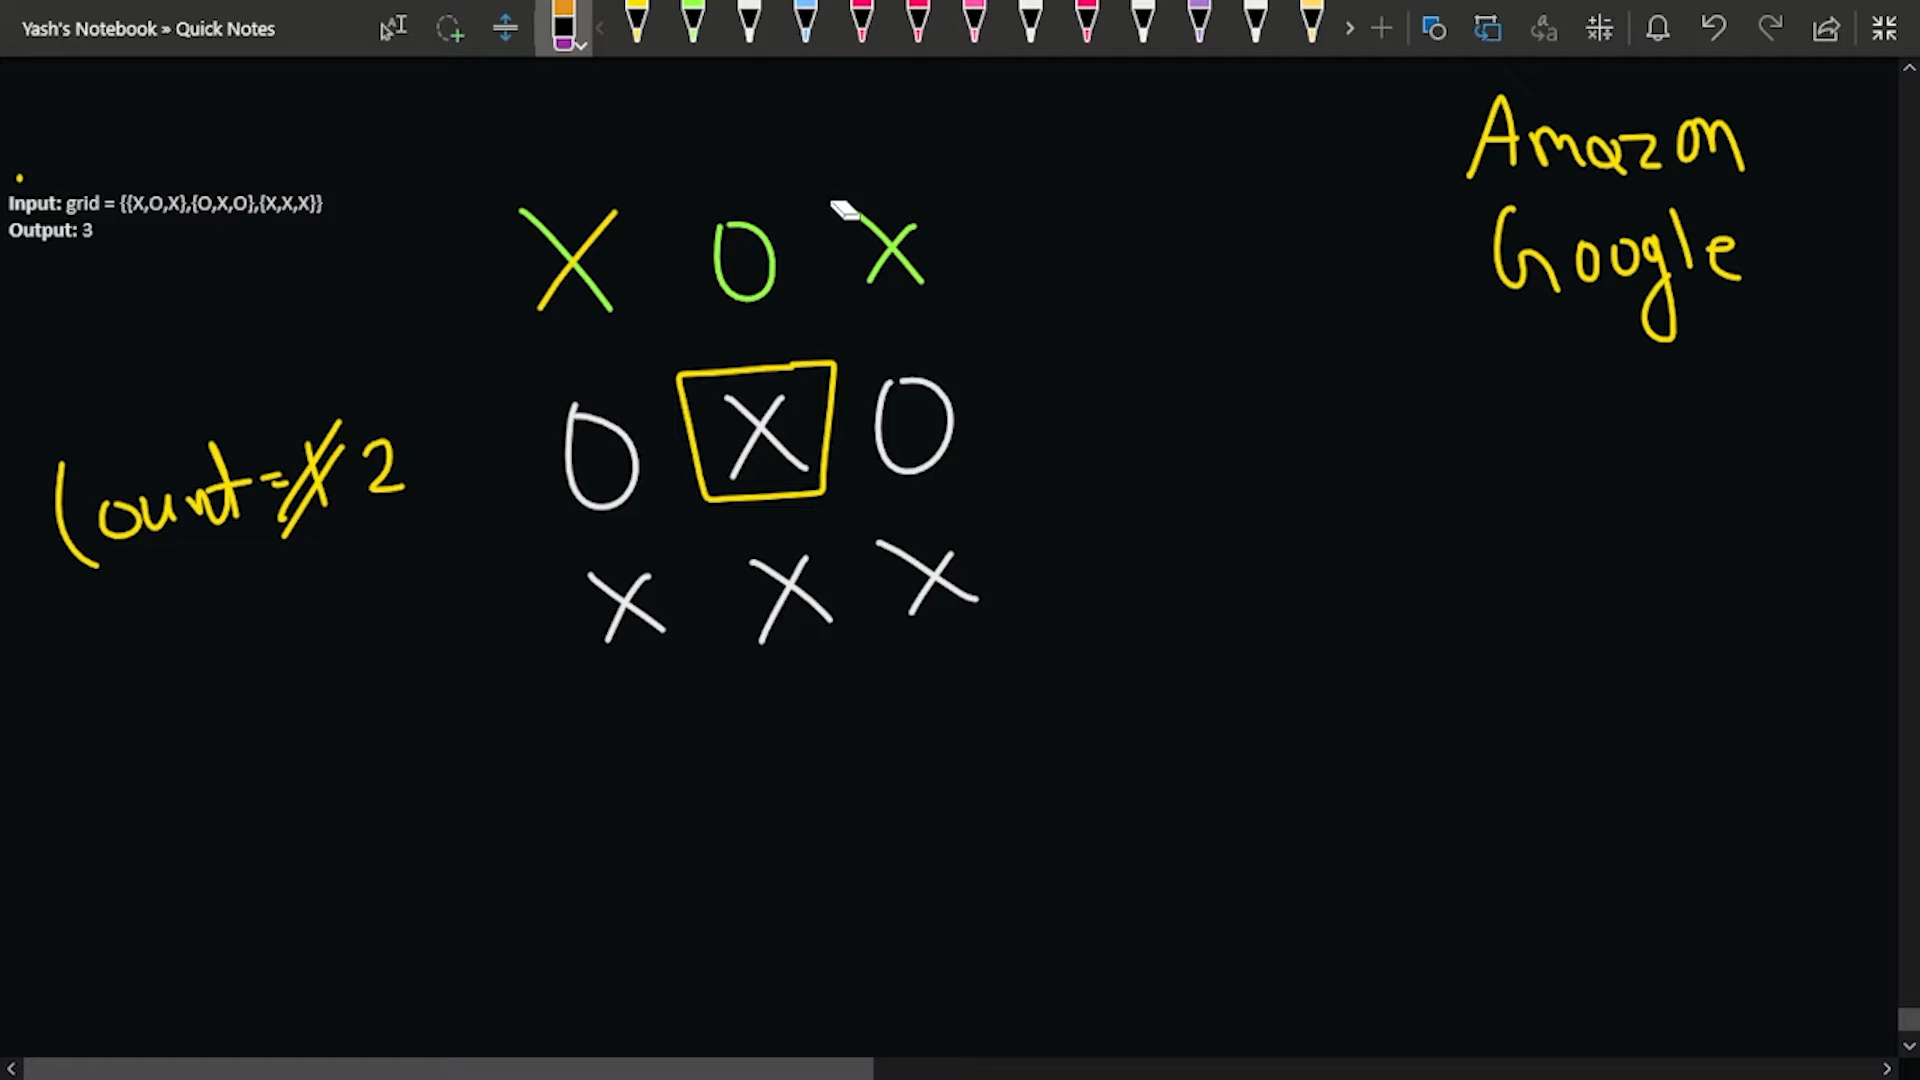 Yash's Notebook » Quick Notes
Amazon
Google
Input: grid = {{X,O,X},{O,X,O},{X,X,X}}
Output: 3
X O X
O X O
X X X
Count = 1 2